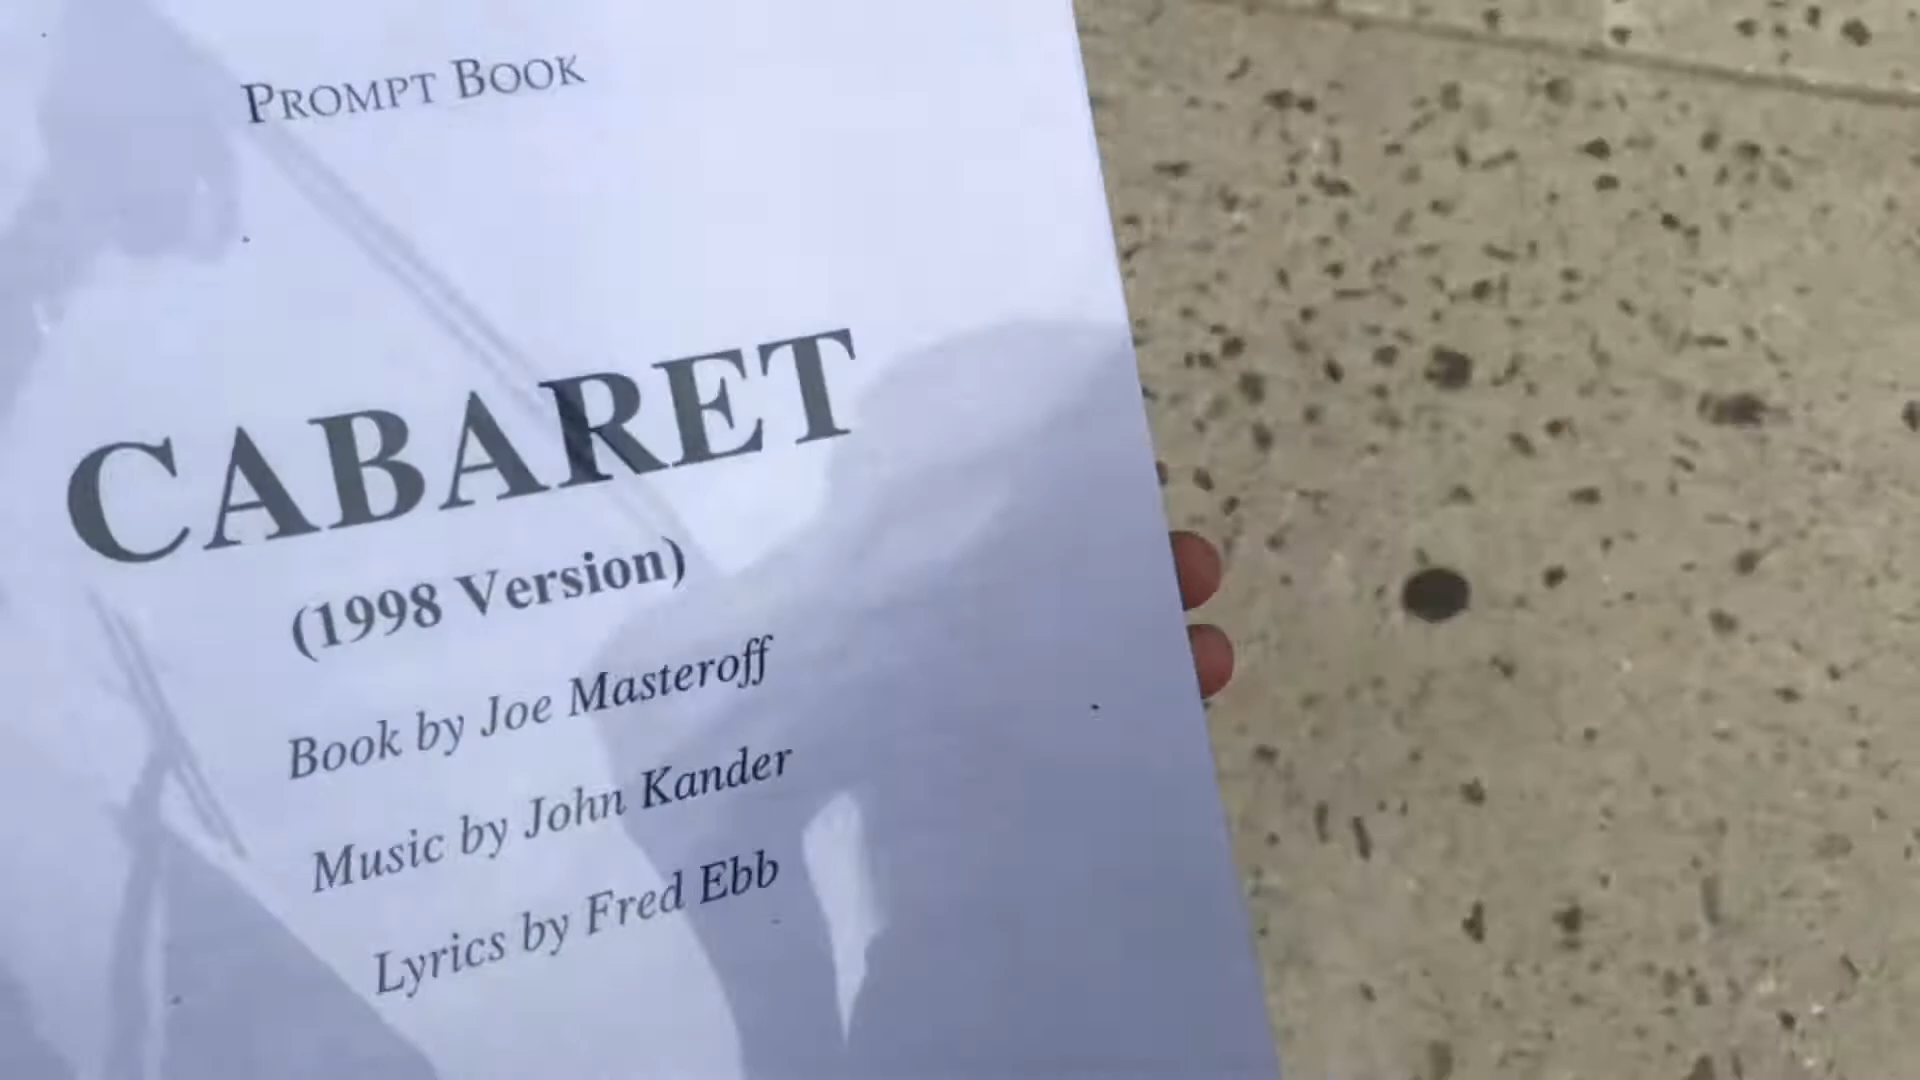 PROMPT BOOK
CABARET
(1998 Version)
Book by Joe Masteroff
Music by John Kander
Lyrics by Fred Ebb